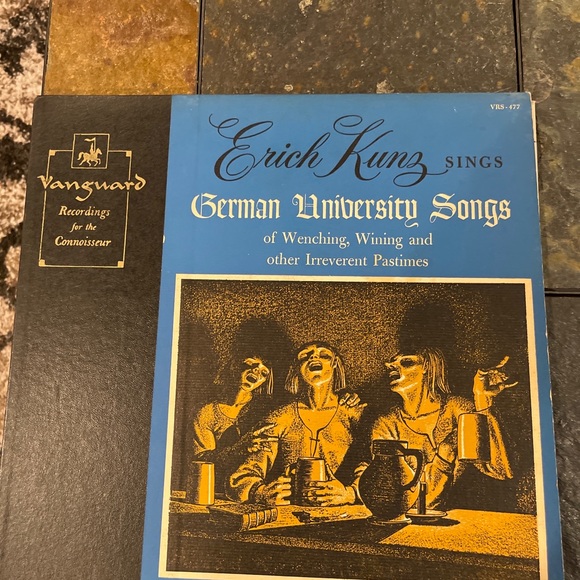 VRS-477
Erich Kunz SINGS
German University Songs
of Wenching, Wining and
other Irreverent Pastimes
Vanguard
Recordings
for the
Connoisseur